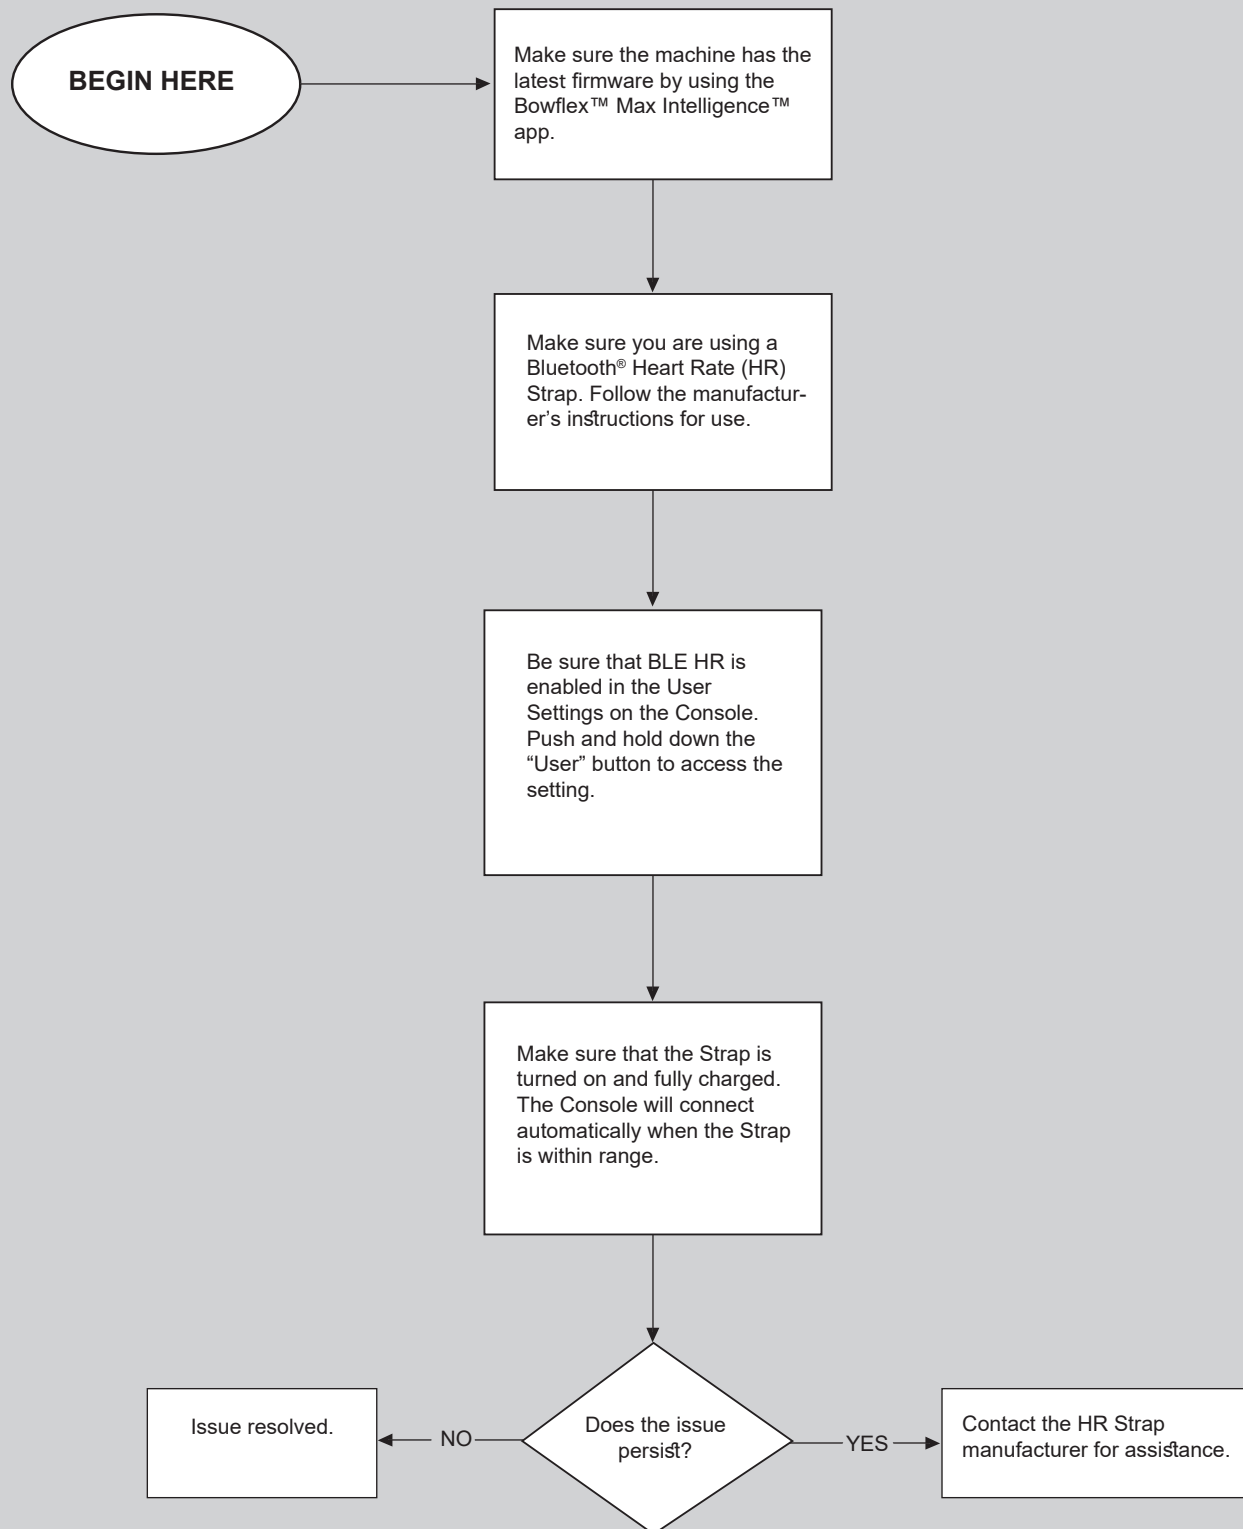 BEGIN HERE
Make sure the machine has the
latest firmware by using the
Bowflex™ Max Intelligence™
app.
Make sure you are using a
Bluetooth® Heart Rate (HR)
Strap. Follow the manufactur-
er’s instructions for use.
Be sure that BLE HR is
enabled in the User
Settings on the Console.
Push and hold down the
“User” button to access the
setting.
Make sure that the Strap is
turned on and fully charged.
The Console will connect
automatically when the Strap
is within range.
Does the issue
persist?
NO
Issue resolved.
YES
Contact the HR Strap
manufacturer for assistance.